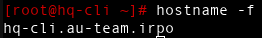 [root@hq-cli ~]# hostname -f
hq-cli.au-team.irpo